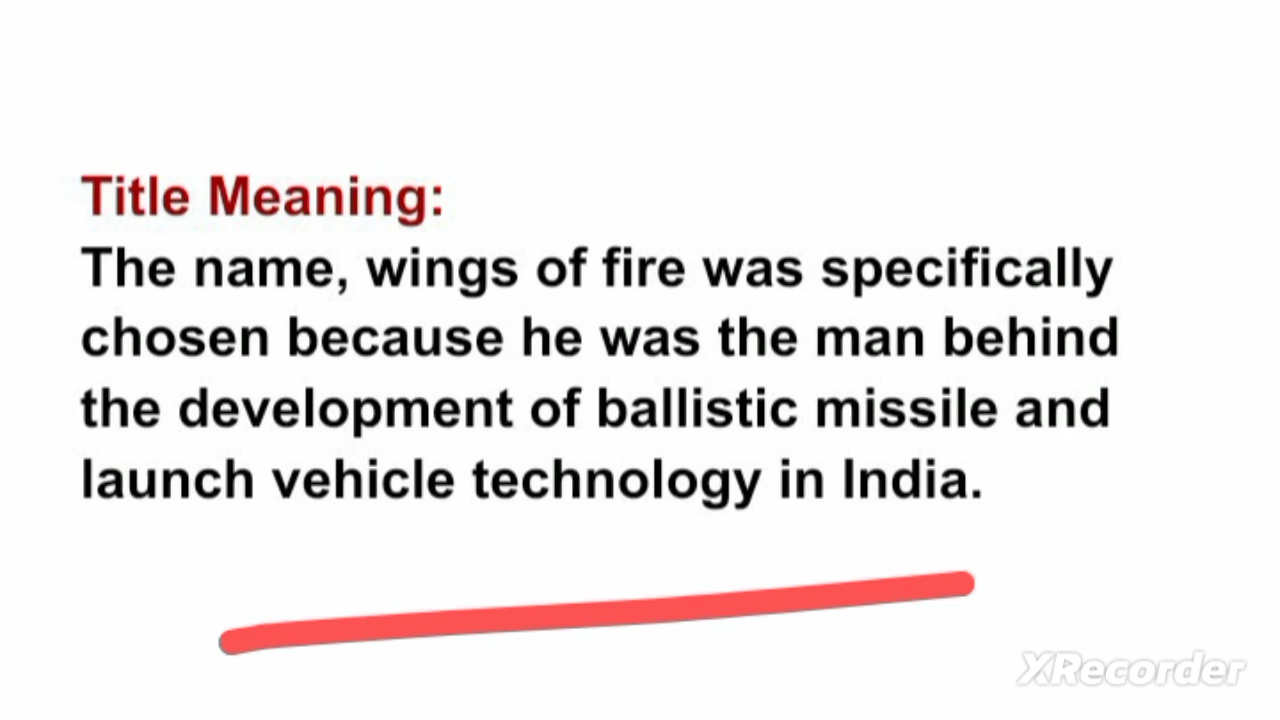 Title Meaning:
The name, wings of fire was specifically
chosen because he was the man behind
the development of ballistic missile and
launch vehicle technology in India.
XRecorder